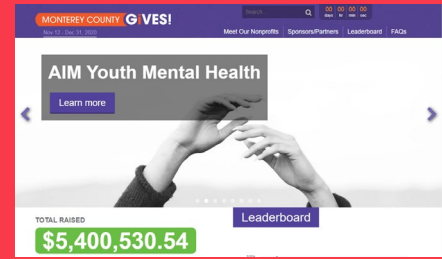 MONTEREY COUNTY GIVES!
Search
00 00 00 00
days hr min sec
Nov 12 - Dec 31, 2020
Meet Our Nonprofits Sponsors/Partners Leaderboard FAQs
AIM Youth Mental Health
Learn more
TOTAL RAISED
Leaderboard
$5,400,530.54